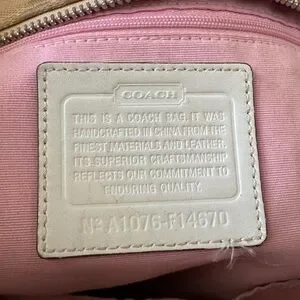 COACH
THIS IS A COACH BAG. IT WAS
HANDCRAFTED IN CHINA FROM THE
FINEST MATERIALS AND LEATHER.
IT'S SUPERIOR CRAFTSMANSHIP
REFLECTS OUR COMMITMENT TO
ENDURING QUALITY.
Nº A1076-F14670